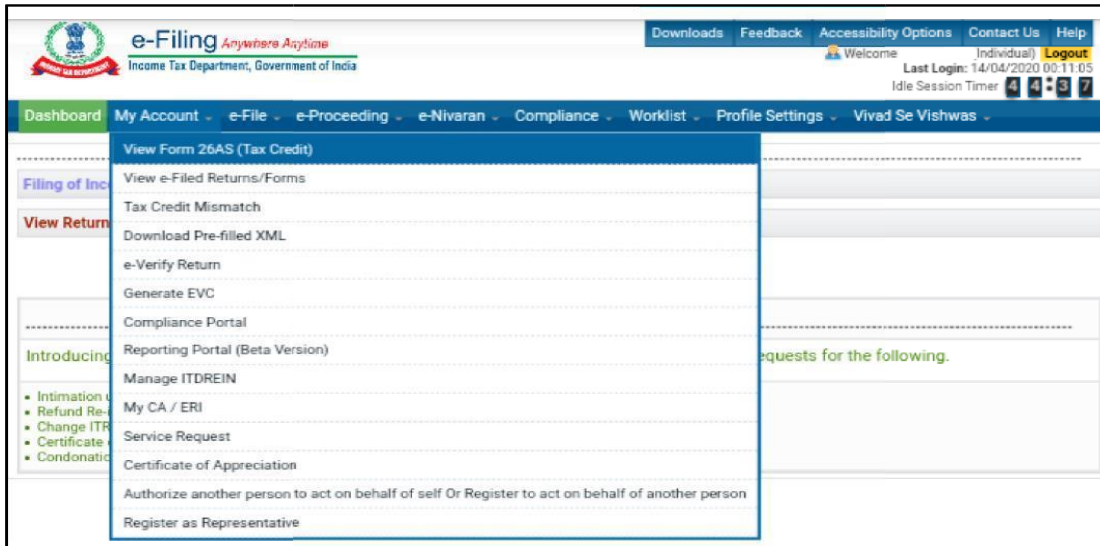 Downloads Feedback Accessibility Options Contact Us Help
e-Filing Anywhere Anytime
Income Tax Department, Government of India
INCOME TAX DEPARTMENT
Welcome Individual) Logout
Last Login: 14/04/2020 00:11:05
Idle Session Timer 4 4 : 3 7
Dashboard My Account e-File e-Proceeding e-Nivaran Compliance Worklist Profile Settings Vivad Se Vishwas
View Form 26AS (Tax Credit)
Filing of Inc
View e-Filed Returns/Forms
Tax Credit Mismatch
View Return
Download Pre-filled XML
e-Verify Return
Generate EVC
Compliance Portal
Introducing
Reporting Portal (Beta Version)
equests for the following.
Manage ITDREIN
• Intimation u
• Refund Re-i
• Change ITR
• Certificate
• Condonatio
My CA / ERI
Service Request
Certificate of Appreciation
Authorize another person to act on behalf of self Or Register to act on behalf of another person
Register as Representative